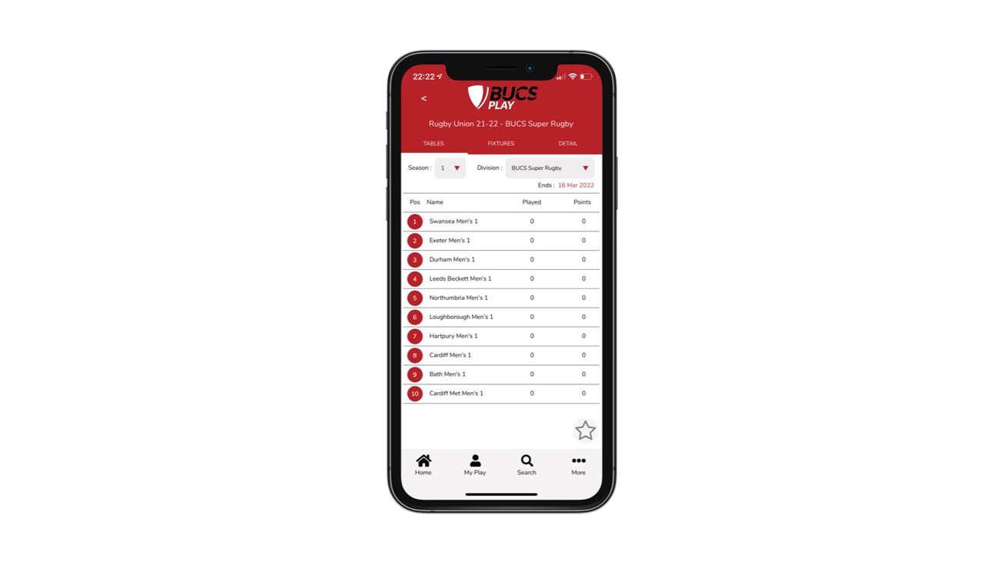 22:22
<
BUCS
PLAY
Rugby Union 21-22 - BUCS Super Rugby
TABLES FIXTURES DETAIL
Season : 1 Division : BUCS Super Rugby
Ends : 16 Mar 2022
Pos Name Played Points
1 Swansea Men's 1 0 0
2 Exeter Men's 1 0 0
3 Durham Men's 1 0 0
4 Leeds Beckett Men's 1 0 0
5 Northumbria Men's 1 0 0
6 Loughborough Men's 1 0 0
7 Hartpury Men's 1 0 0
8 Cardiff Men's 1 0 0
9 Bath Men's 1 0 0
10 Cardiff Met Men's 1 0 0
Home My Play Search More